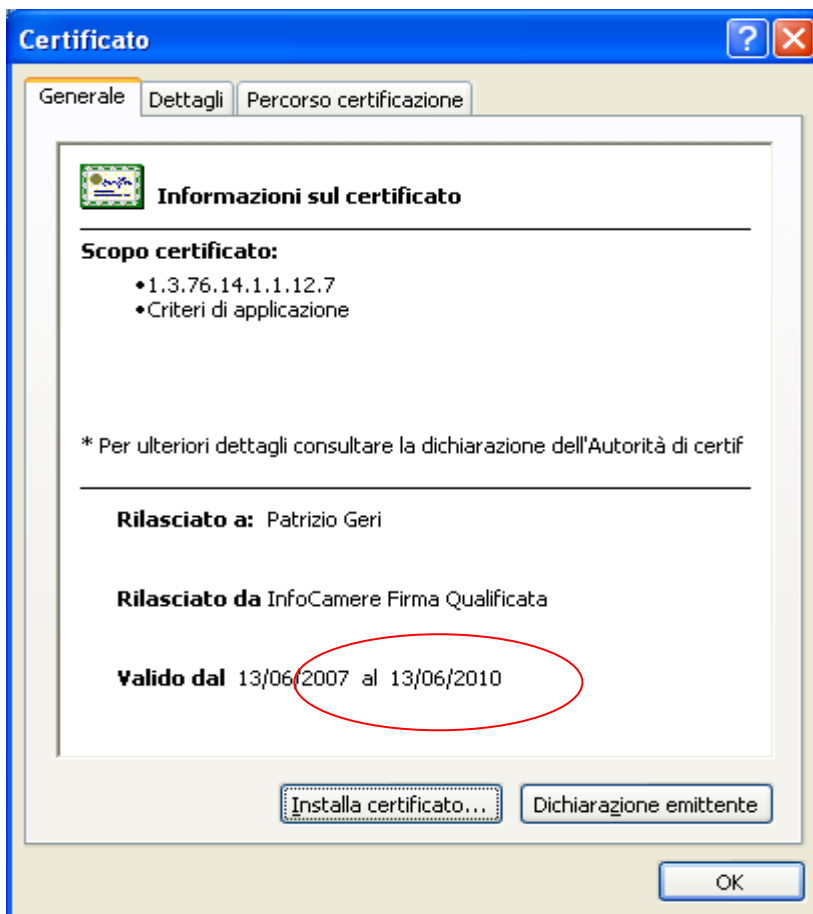 Certificato
Generale Dettagli Percorso certificazione
Informazioni sul certificato
Scopo certificato:
•1.3.76.14.1.1.12.7
•Criteri di applicazione
* Per ulteriori dettagli consultare la dichiarazione dell'Autorità di certif
Rilasciato a: Patrizio Geri
Rilasciato da InfoCamere Firma Qualificata
Valido dal 13/06/2007 al 13/06/2010
Installa certificato... Dichiarazione emittente
OK